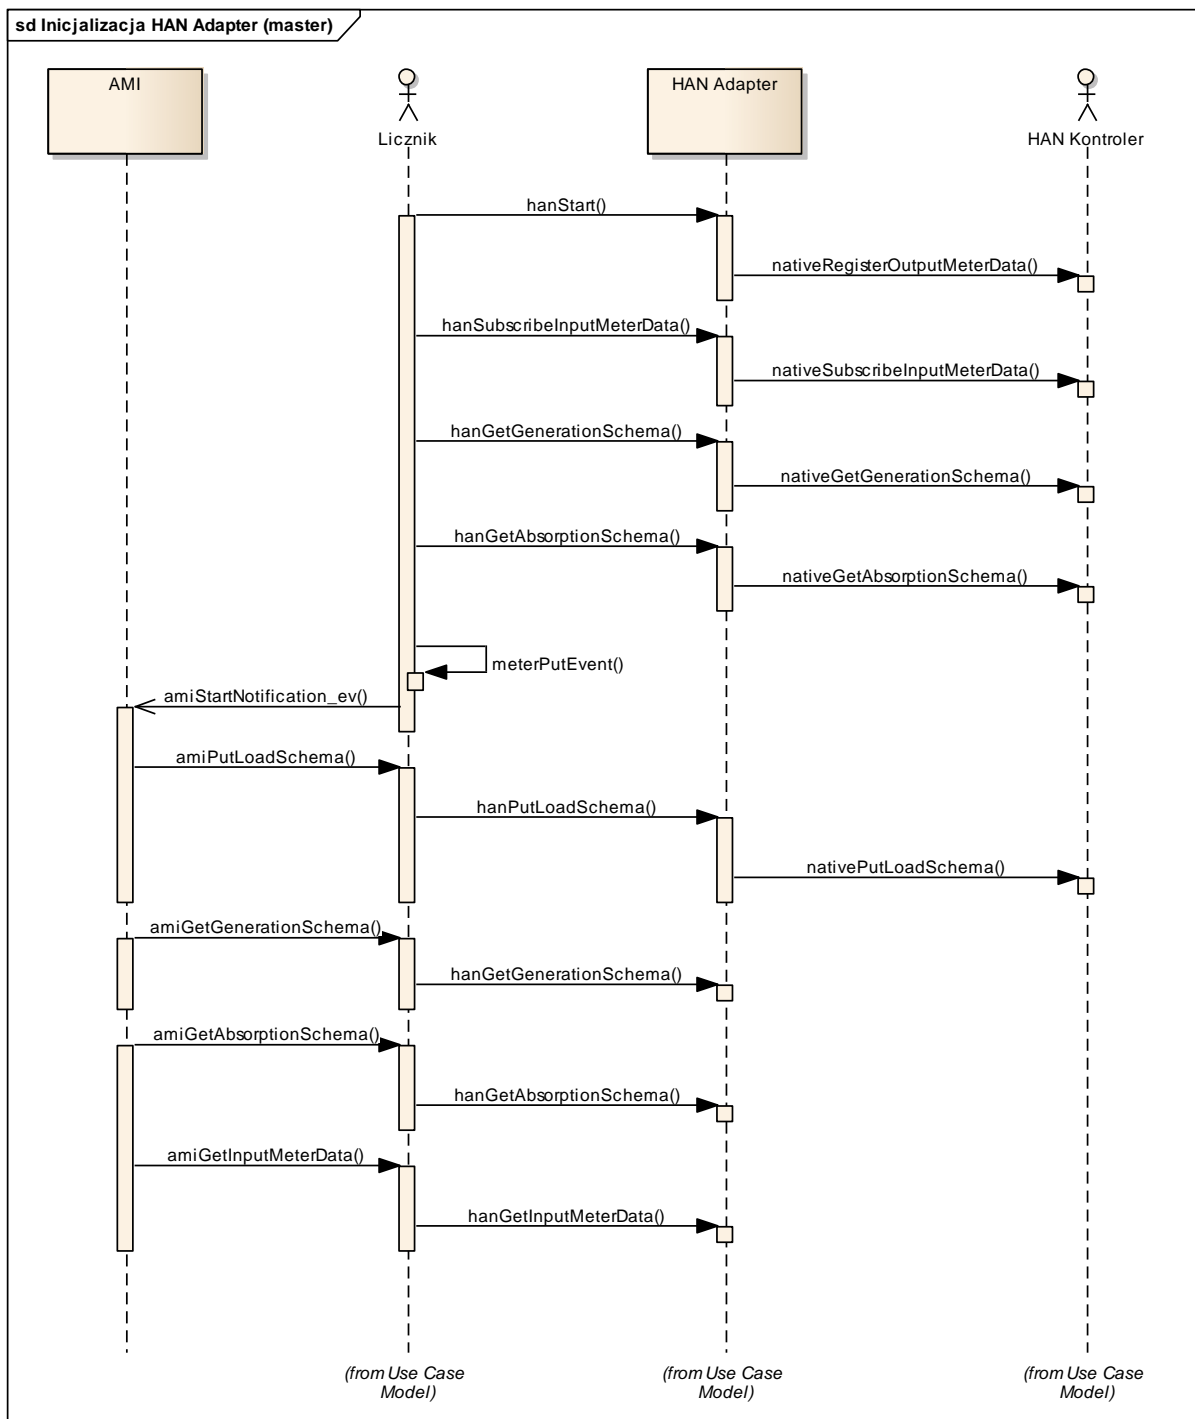 sd Inicjalizacja HAN Adapter (master)
AMI
Licznik
HAN Adapter
HAN Kontroler
hanStart()
nativeRegisterOutputMeterData()
hanSubscribeInputMeterData()
nativeSubscribeInputMeterData()
hanGetGenerationSchema()
nativeGetGenerationSchema()
hanGetAbsorptionSchema()
nativeGetAbsorptionSchema()
meterPutEvent()
amiStartNotification_ev()
amiPutLoadSchema()
hanPutLoadSchema()
nativePutLoadSchema()
amiGetGenerationSchema()
hanGetGenerationSchema()
amiGetAbsorptionSchema()
hanGetAbsorptionSchema()
amiGetInputMeterData()
hanGetInputMeterData()
(from Use Case
Model)
(from Use Case
Model)
(from Use Case
Model)